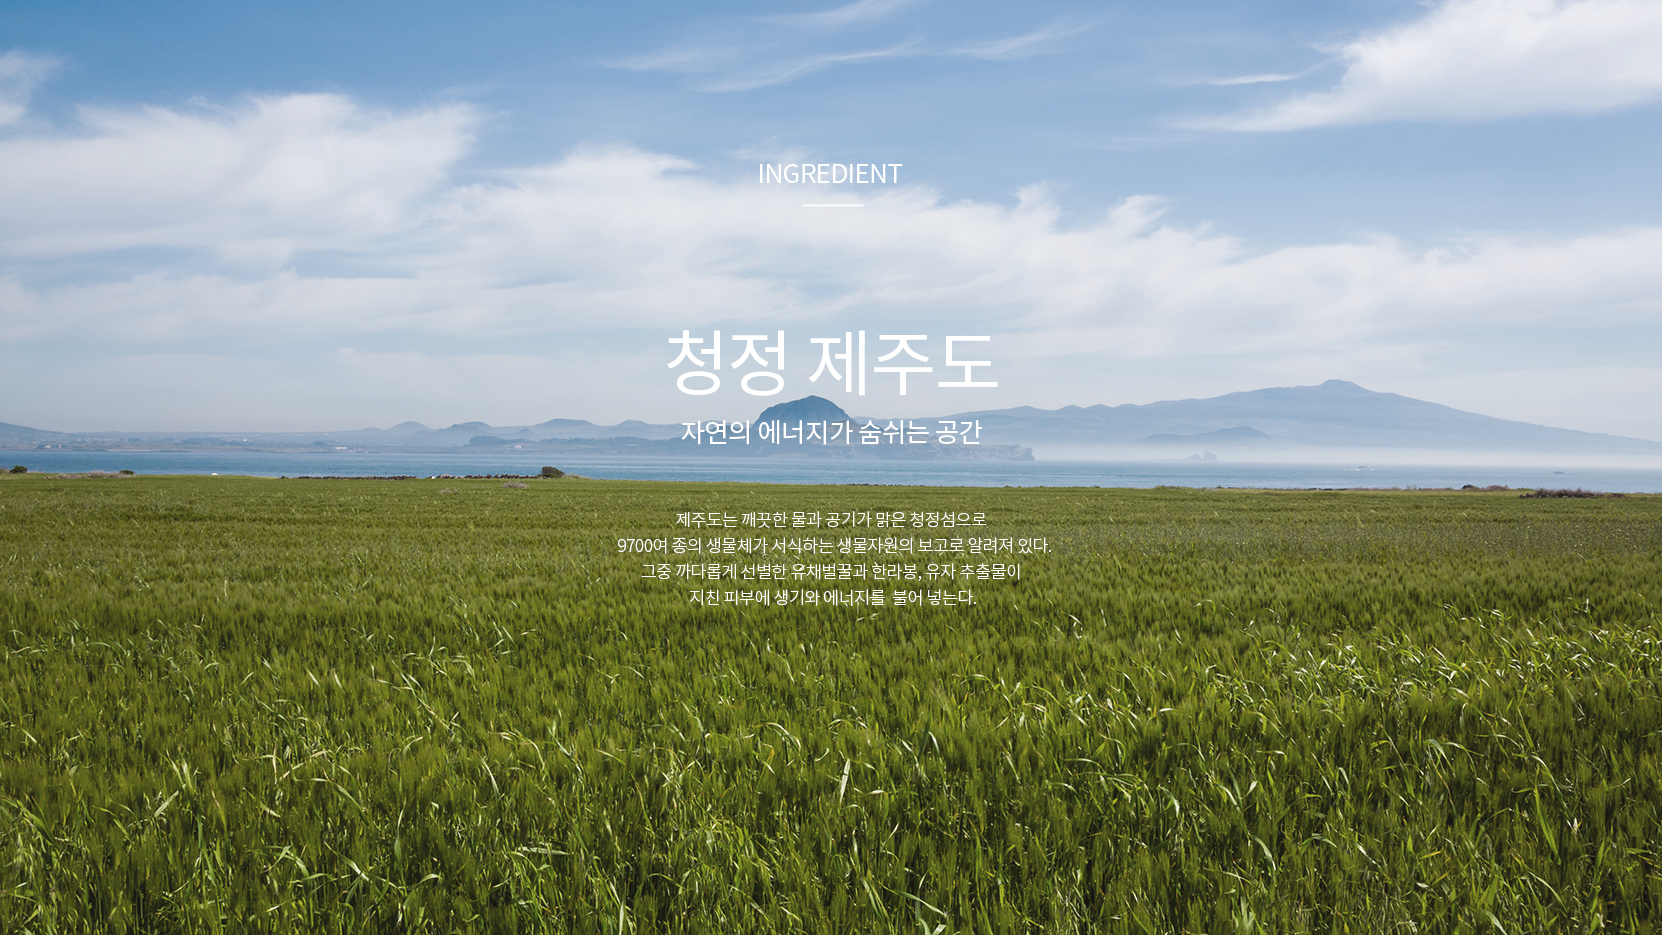 INGREDIENT
청정 제주도
자연의 에너지가 숨쉬는 공간
제주도는 깨끗한 물과 공기가 맑은 청정섬으로
9700여 종의 생물체가 서식하는 생물자원의 보고로 알려져 있다.
그중 까다롭게 선별한 유채벌꿀과 한라봉, 유자 추출물이
지친 피부에 생기와 에너지를 불어 넣는다.